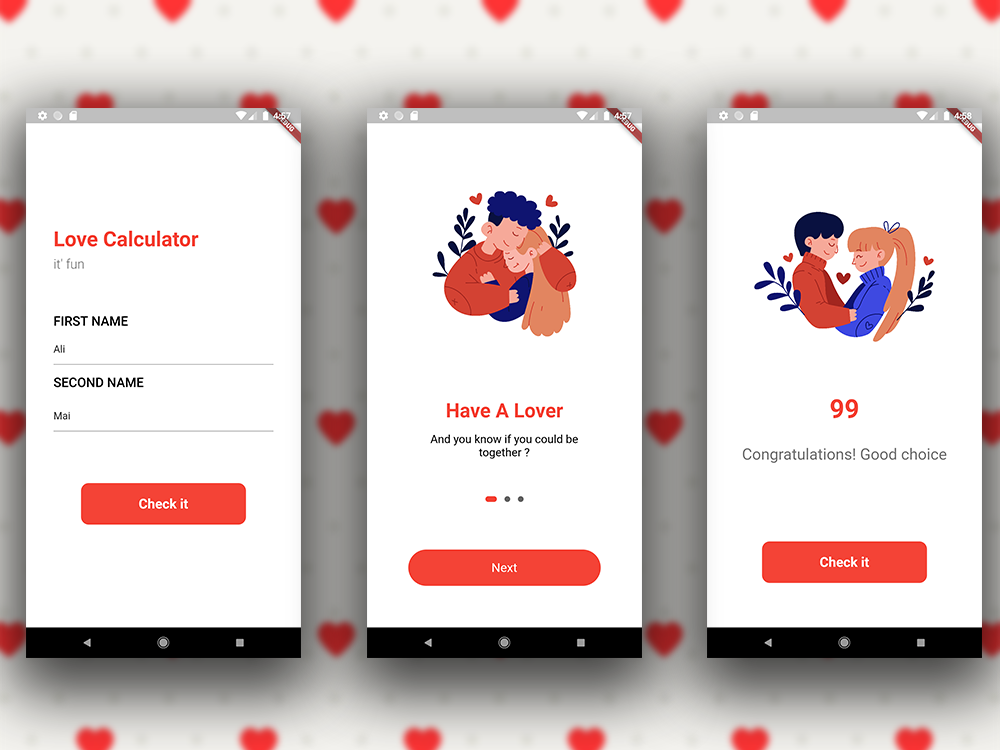 4:57
DEBUG
Love Calculator
it' fun
FIRST NAME
Ali
SECOND NAME
Mai
Check it
4:57
DEBUG
Have A Lover
And you know if you could be
together ?
Next
4:58
DEBUG
99
Congratulations! Good choice
Check it